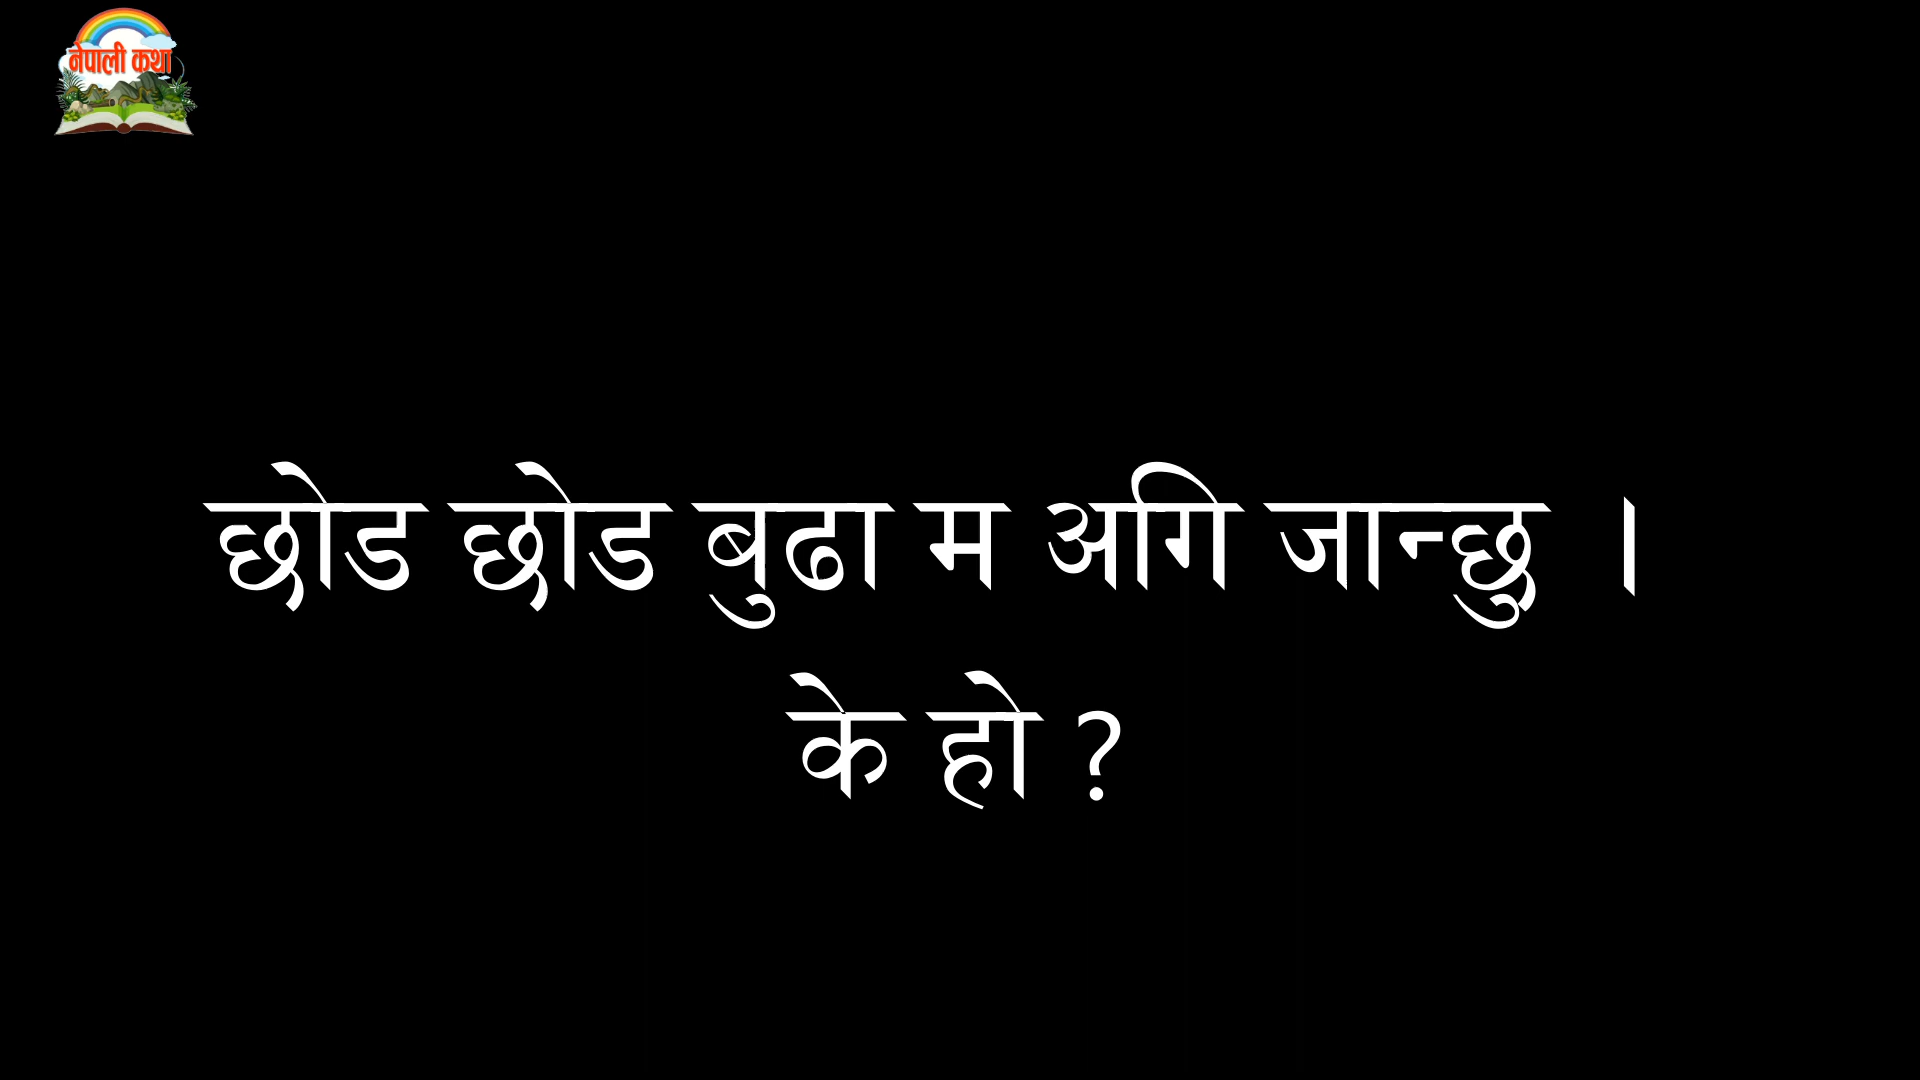 नेपाली कथा
छोड छोड बुढा म अगि जान्छु ।
के हो ?